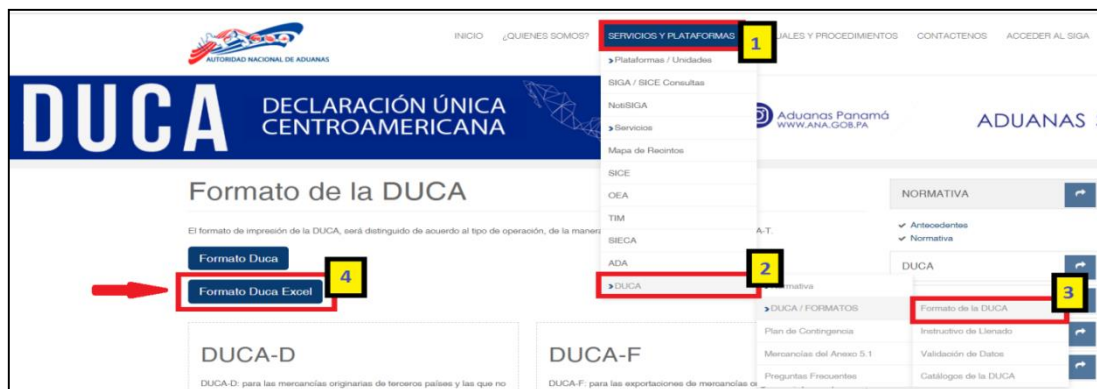 AUTORIDAD NACIONAL DE ADUANAS
INICIO
¿QUIENES SOMOS?
SERVICIOS Y PLATAFORMAS
1
UALES Y PROCEDIMIENTOS
CONTACTENOS
ACCEDER AL SIGA
Plataformas / Unidades
SIGA / SICE Consultas
NotiSIGA
Servicios
Mapa de Recintos
SICE
OEA
TIM
SIECA
ADA
DUCA
2
Normativa
DUCA / FORMATOS
Plan de Contingencia
Mercancías del Anexo 5.1
Preguntas Frecuentes
Formato de la DUCA
3
Instructivo de Llenado
Validación de Datos
Catálogos de la DUCA
DUCA
DECLARACIÓN ÚNICA
CENTROAMERICANA
Aduanas Panamá
WWW.ANA.GOB.PA
ADUANAS
Formato de la DUCA
El formato de impresión de la DUCA, será distinguido de acuerdo al tipo de operación, de la
A-T.
Formato Duca
Formato Duca Excel
4
NORMATIVA
Antecedentes
Normativa
DUCA
DUCA-D
DUCA-D: para las mercancías originarias de terceros países y las que no
DUCA-F
DUCA-F: para las exportaciones de mercancías